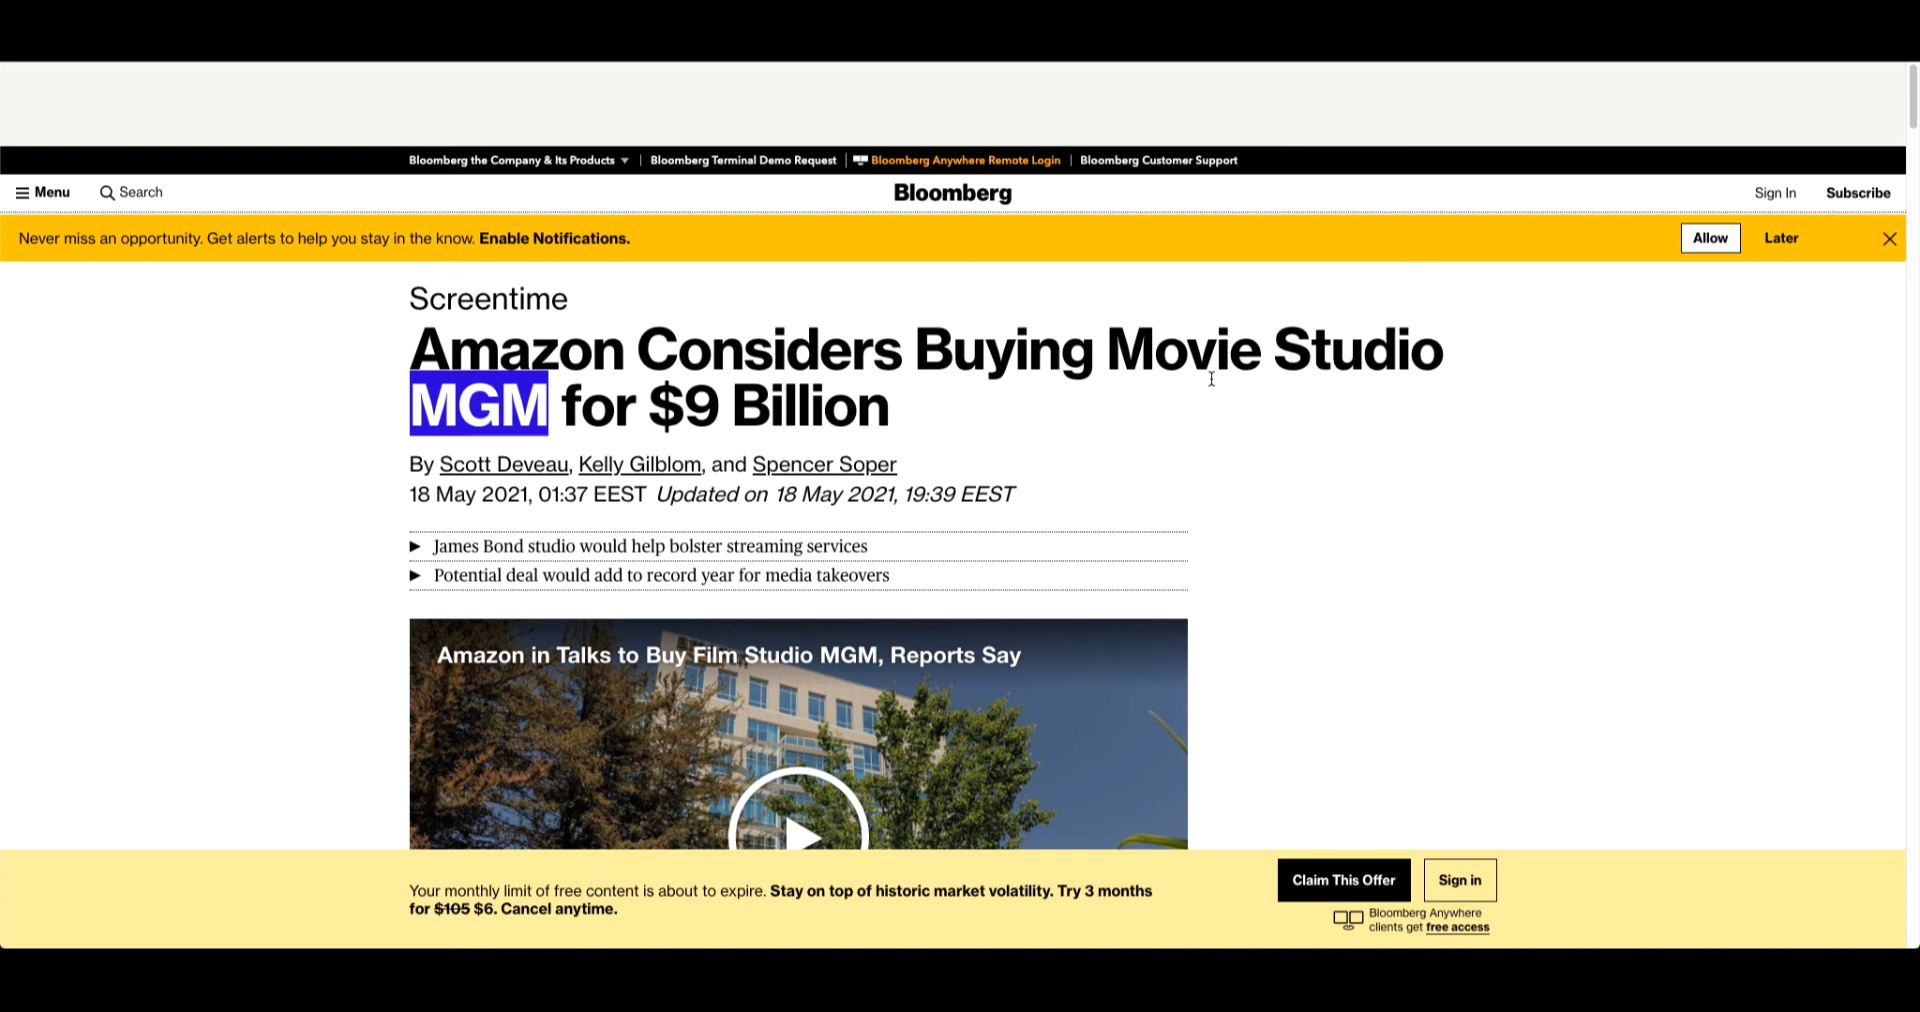 Bloomberg the Company & Its Products ▼ | Bloomberg Terminal Demo Request | Bloomberg Anywhere Remote Login | Bloomberg Customer Support
Menu Search Bloomberg Sign In Subscribe
Never miss an opportunity. Get alerts to help you stay in the know. Enable Notifications. Allow Later
Screentime
Amazon Considers Buying Movie Studio
MGM for $9 Billion
By Scott Deveau, Kelly Gilblom, and Spencer Soper
18 May 2021, 01:37 EEST Updated on 18 May 2021, 19:39 EEST
► James Bond studio would help bolster streaming services
► Potential deal would add to record year for media takeovers
Amazon in Talks to Buy Film Studio MGM, Reports Say
Your monthly limit of free content is about to expire. Stay on top of historic market volatility. Try 3 months
for $105 $6. Cancel anytime.
Claim This Offer Sign in
Bloomberg Anywhere
clients get free access